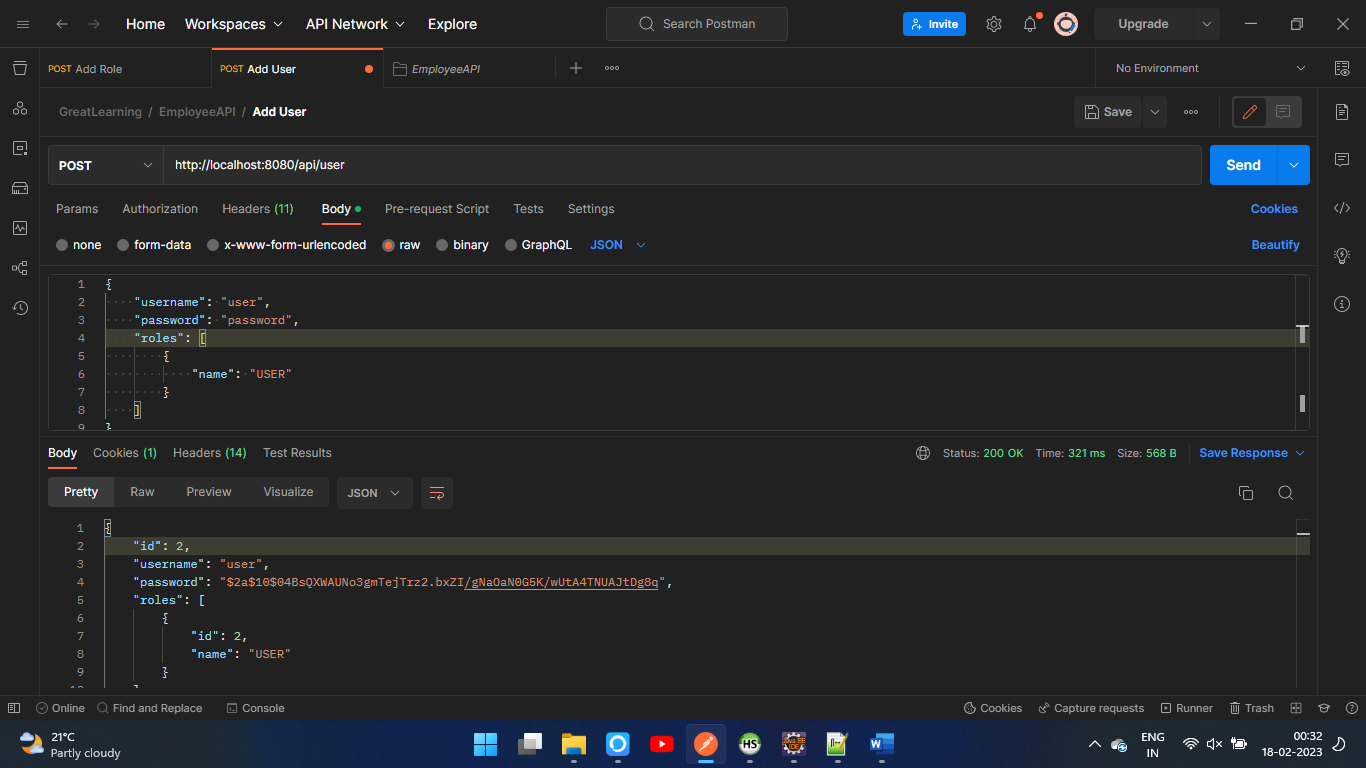 Home Workspaces API Network Explore Search Postman Invite Upgrade
POST Add Role POST Add User EmployeeAPI No Environment
GreatLearning / EmployeeAPI / Add User Save
POST http://localhost:8080/api/user Send
Params Authorization Headers (11) Body Pre-request Script Tests Settings Cookies
none form-data x-www-form-urlencoded raw binary GraphQL JSON Beautify
1 {
2 "username": "user",
3 "password": "password",
4 "roles": [
5 {
6 "name": "USER"
7 }
8 ]
9 }
Body Cookies (1) Headers (14) Test Results Status: 200 OK Time: 321 ms Size: 568 B Save Response
Pretty Raw Preview Visualize JSON
1 {
2 "id": 2,
3 "username": "user",
4 "password": "$2a$10$04BsQXWAUNo3gmTejTrz2.bxZI/gNaOaN0G5K/wUtA4TNUAJtDg8q",
5 "roles": [
6 {
7 "id": 2,
8 "name": "USER"
9 }
10 ]
Online Find and Replace Console Cookies Capture requests Runner Trash
21°C
Partly cloudy
HS
Java EE
IDE
W
ENG
IN
00:32
18-02-2023